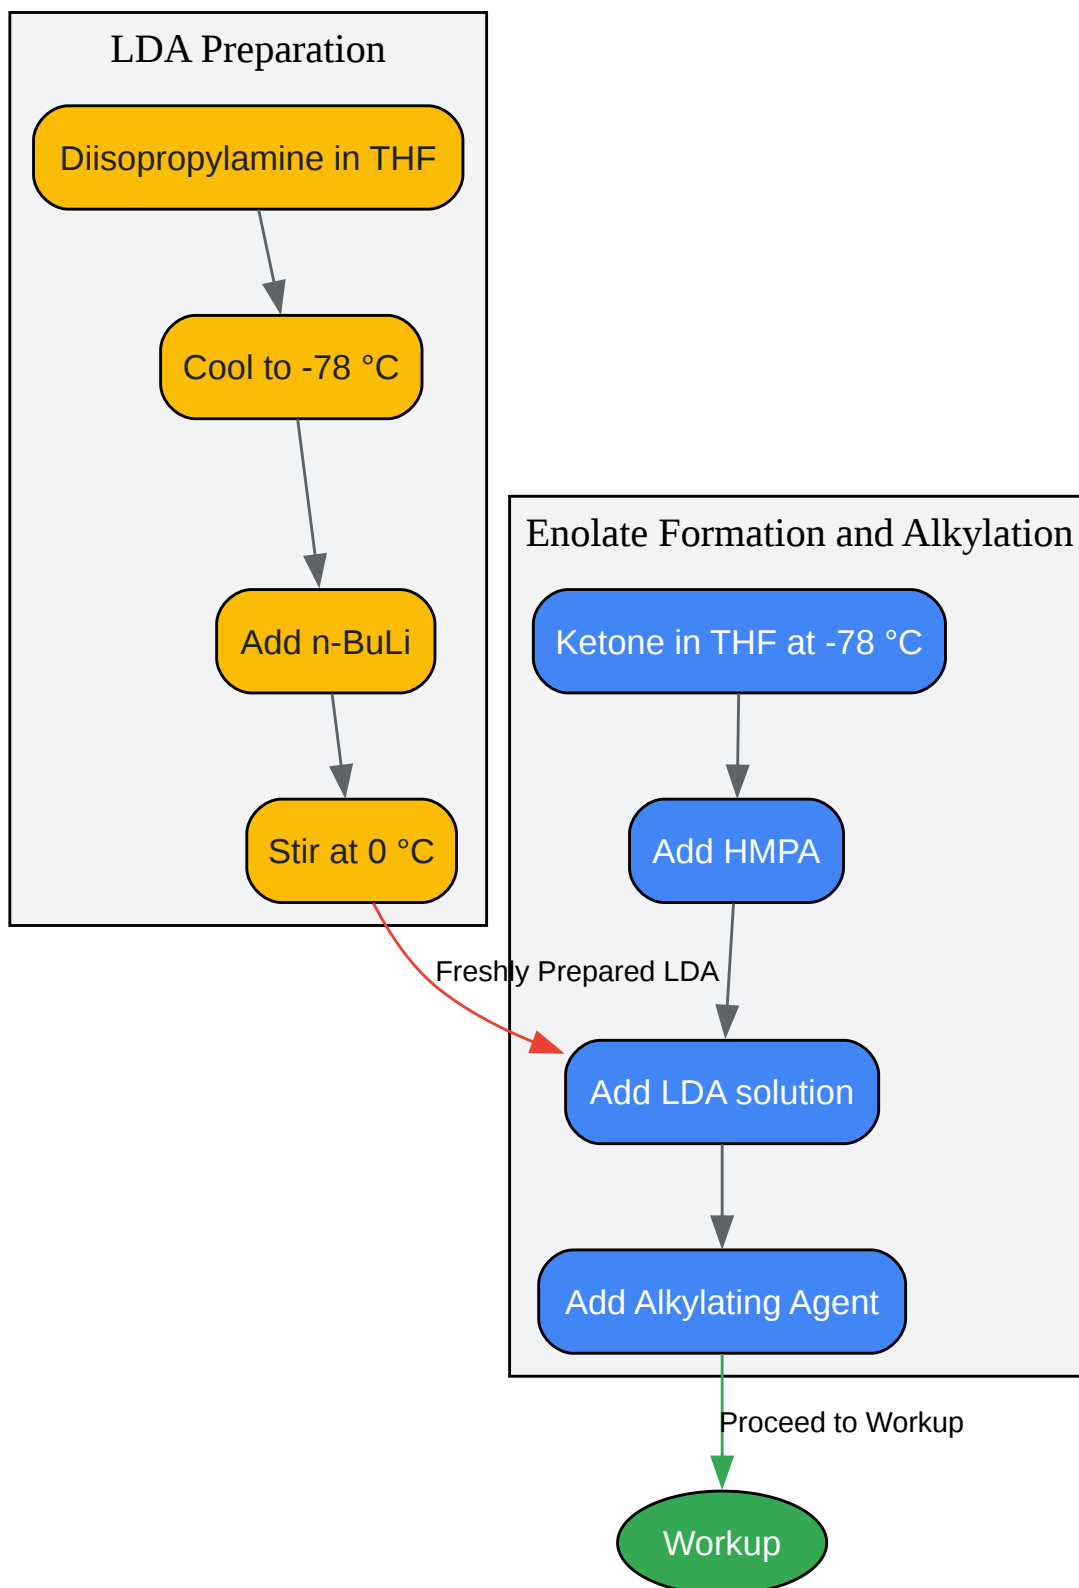 LDA Preparation
Diisopropylamine in THF
Cool to -78 °C
Add n-BuLi
Stir at 0 °C
Freshly Prepared LDA
Enolate Formation and Alkylation
Ketone in THF at -78 °C
Add HMPA
Add LDA solution
Add Alkylating Agent
Proceed to Workup
Workup